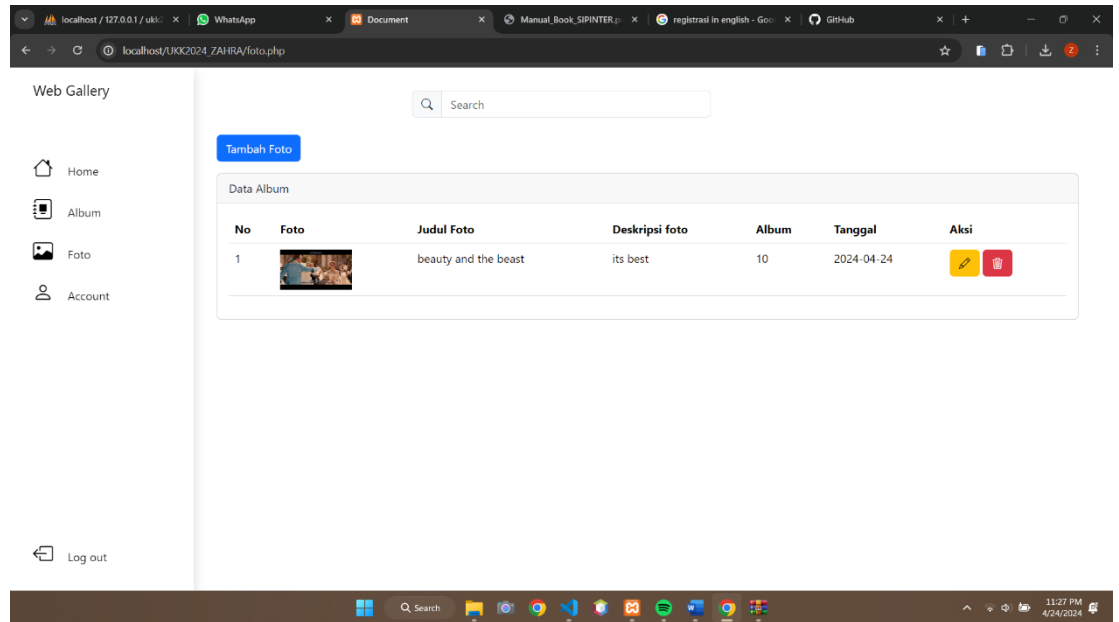 localhost / 127.0.0.1 / ukk2
WhatsApp
Document
Manual_Book_SIPINTER.p
registrasi in english - Goo
GitHub
localhost/UKK2024_ZAHRA/foto.php
Z
Web Gallery
Search
Tambah Foto
Home
Album
Foto
Account
Log out
Data Album
No Foto Judul Foto Deskripsi foto Album Tanggal Aksi
1 beauty and the beast its best 10 2024-04-24
Search
11:27 PM
4/24/2024